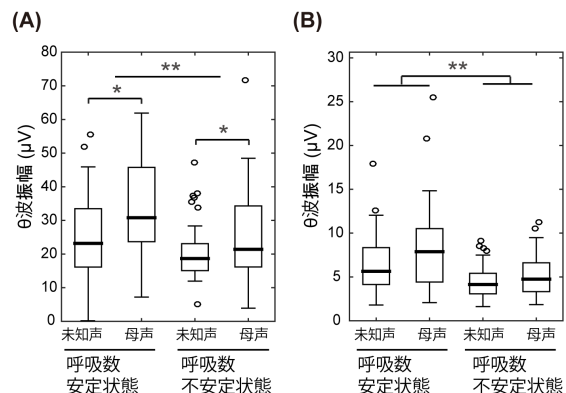 (A)
θ波振幅 (μV)
80
70
60
50
40
30
20
10
0
**
*
*
未知声 母声 未知声 母声
呼吸数 呼吸数
安定状態 不安定状態
(B)
θ波振幅 (μV)
30
25
20
15
10
5
0
**
未知声 母声 未知声 母声
呼吸数 呼吸数
安定状態 不安定状態